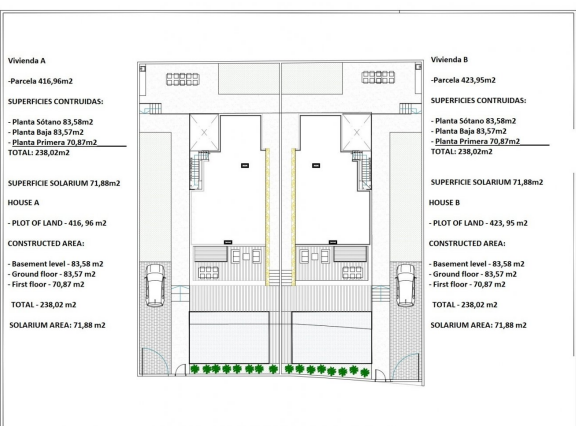 Vivienda A
-Parcela 416,96m2
SUPERFICIES CONTRUIDAS:
- Planta Sótano 83,58m2
- Planta Baja 83,57m2
- Planta Primera 70,87m2
TOTAL: 238,02m2
SUPERFICIE SOLARIUM 71,88m2
HOUSE A
- PLOT OF LAND - 416, 96 m2
CONSTRUCTED AREA:
- Basement level - 83,58 m2
- Ground floor - 83,57 m2
- First floor - 70,87 m2
TOTAL - 238,02 m2
SOLARIUM AREA: 71,88 m2
Vivienda B
-Parcela 423,95m2
SUPERFICIES CONTRUIDAS:
- Planta Sótano 83,58m2
- Planta Baja 83,57m2
- Planta Primera 70,87m2
TOTAL: 238,02m2
SUPERFICIE SOLARIUM 71,88m2
HOUSE B
- PLOT OF LAND - 423, 95 m2
CONSTRUCTED AREA:
- Basement level - 83,58 m2
- Ground floor - 83,57 m2
- First floor - 70,87 m2
TOTAL - 238,02 m2
SOLARIUM AREA: 71,88 m2